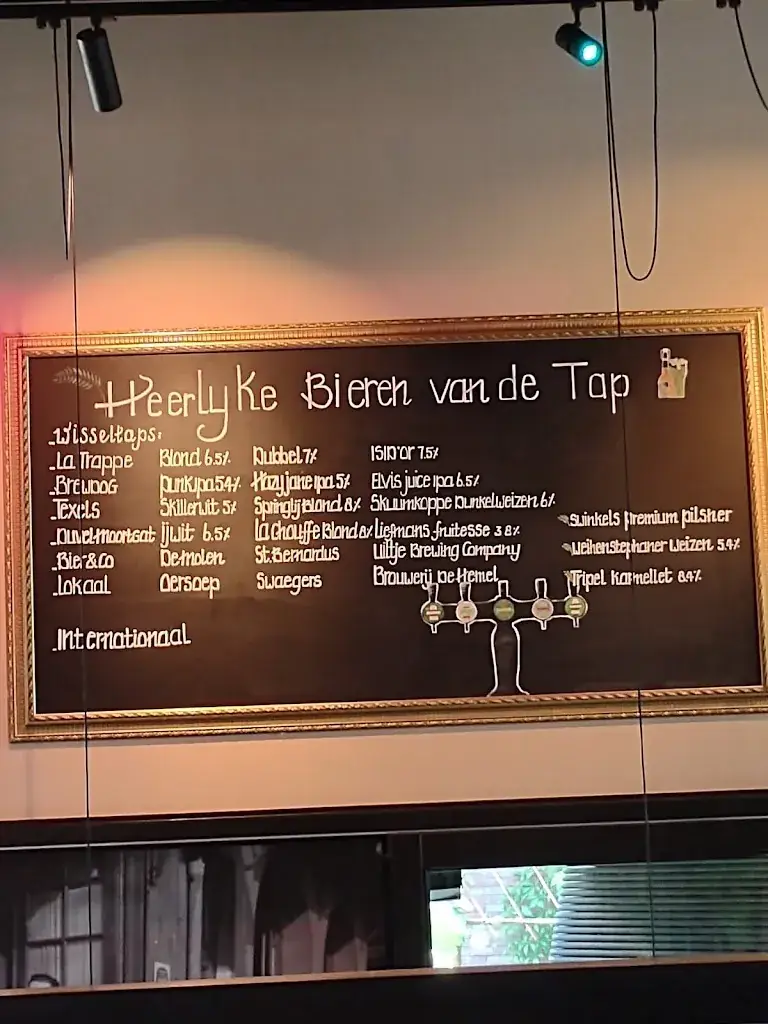 Heerlyke Bieren van de Tap
Wisseltaps:
La Trappe Blond 6.5% Dubbel 7% ISID'or 7.5%
Brewdog Punk ipa 5.4% Hazy jane ipa 5% Elvis juice ipa 6.5%
Texels Skillerwit 5% Springtij Blond 8% Skuumkoppe Dunkelweizen 6%
Duvel moortgat ijwit 6.5% La Chouffe Blond 8% Liefmans fruitesse 3.8%
Bier&Co De molen St. Bernardus Uiltje Brewing Company
Lokaal Oersoep Swaegers Brouwerij De Hemel
Internationaal
Swinkels Premium pilsner
Weihenstephaner Weizen 5.4%
Tripel karmeliet 8.4%